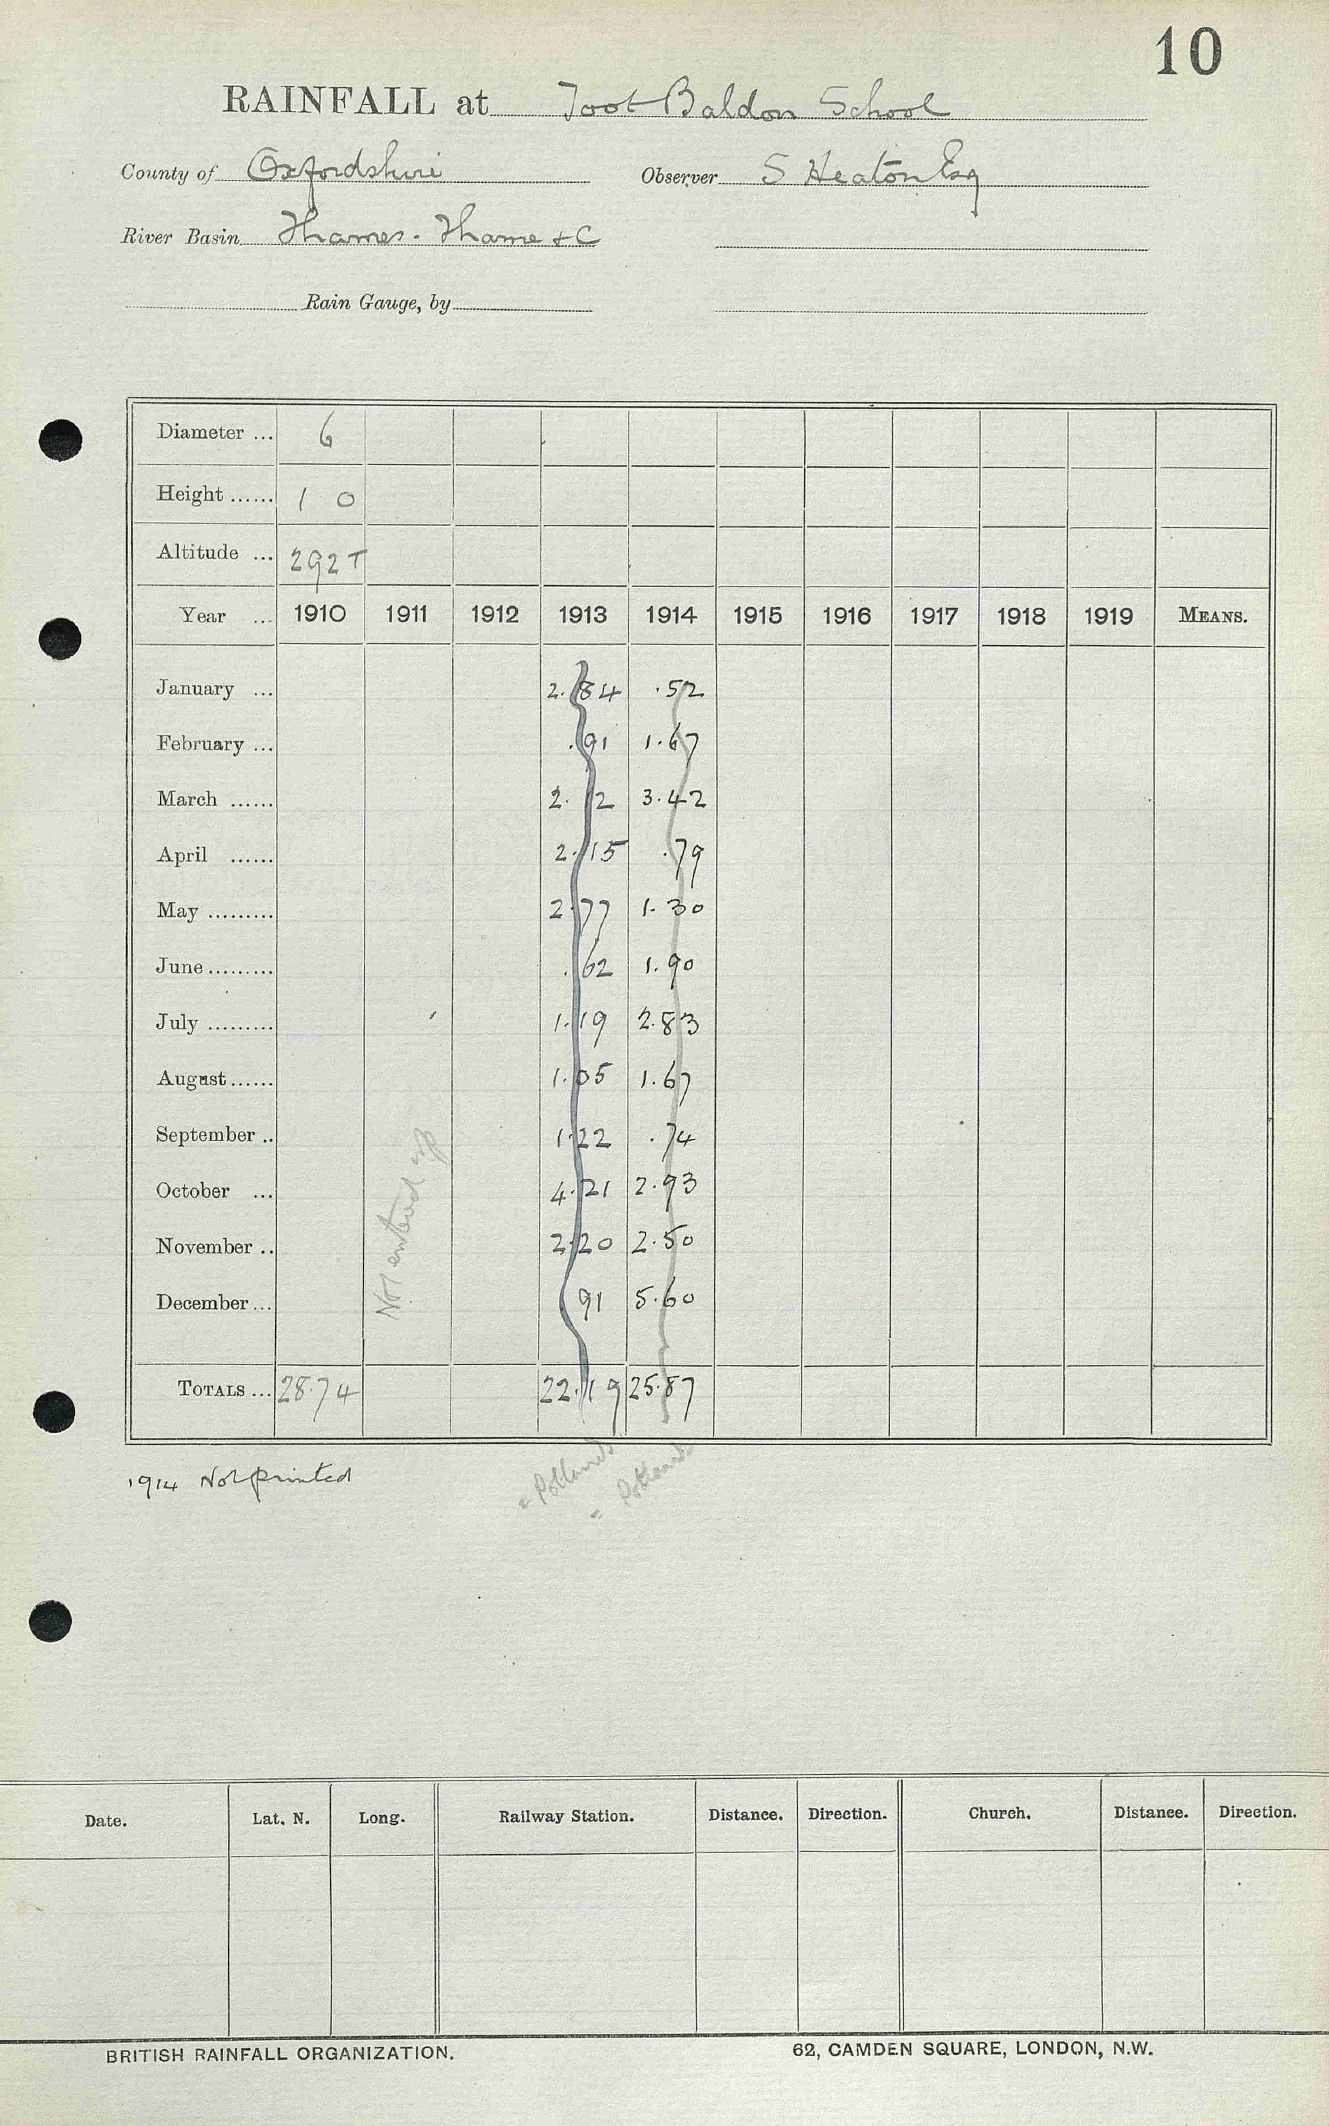 10
RAINFALL at Toot Baldon School
County of Oxfordshire Observer S Heaton Esq
River Basin Thames - Thame & C
Rain Gauge, by
Diameter ... 6
Height ...... 1 0
Altitude ... 292 T
Year ... 1910 1911 1912 1913 1914 1915 1916 1917 1918 1919 MEANS.
January ... 2.84 .52
February ... .91 1.67
March ...... 2.12 3.42
April ...... 2.15 .79
May ......... 2.77 1.30
June ......... .62 1.90
July ......... 1.19 2.83
August ...... 1.05 1.67
September .. 1.22 .74
October ... 4.21 2.93
November .. 2.20 2.50
December ... .91 5.60
Not entered up
TOTALS ... 28.74 22.19 25.87
1914 Not printed
Date. Lat. N. Long. Railway Station. Distance. Direction. Church. Distance. Direction.
BRITISH RAINFALL ORGANIZATION. 62, CAMDEN SQUARE, LONDON, N.W.